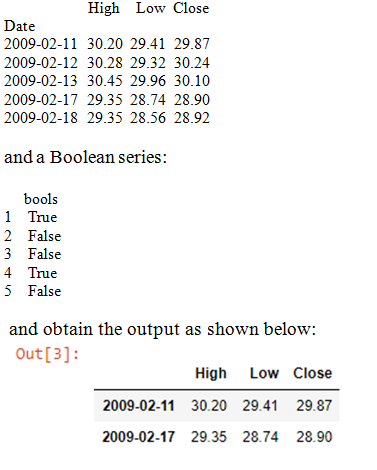 High Low Close
Date
2009-02-11 30.20 29.41 29.87
2009-02-12 30.28 29.32 30.24
2009-02-13 30.45 29.96 30.10
2009-02-17 29.35 28.74 28.90
2009-02-18 29.35 28.56 28.92
and a Boolean series:
bools
1 True
2 False
3 False
4 True
5 False
and obtain the output as shown below:
Out[3]:
High Low Close
2009-02-11 30.20 29.41 29.87
2009-02-17 29.35 28.74 28.90